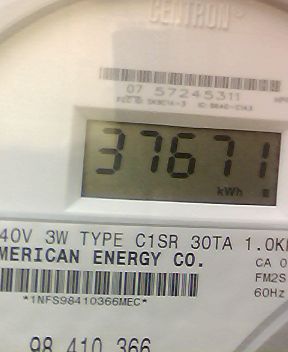 CENTRON®
07 57245311
37671
kWh
40V 3W TYPE C1SR 30TA 1.0K
MERICAN ENERGY CO.
CA 0
FM2S
60Hz
*1NFS98410366MEC*
98 410 366